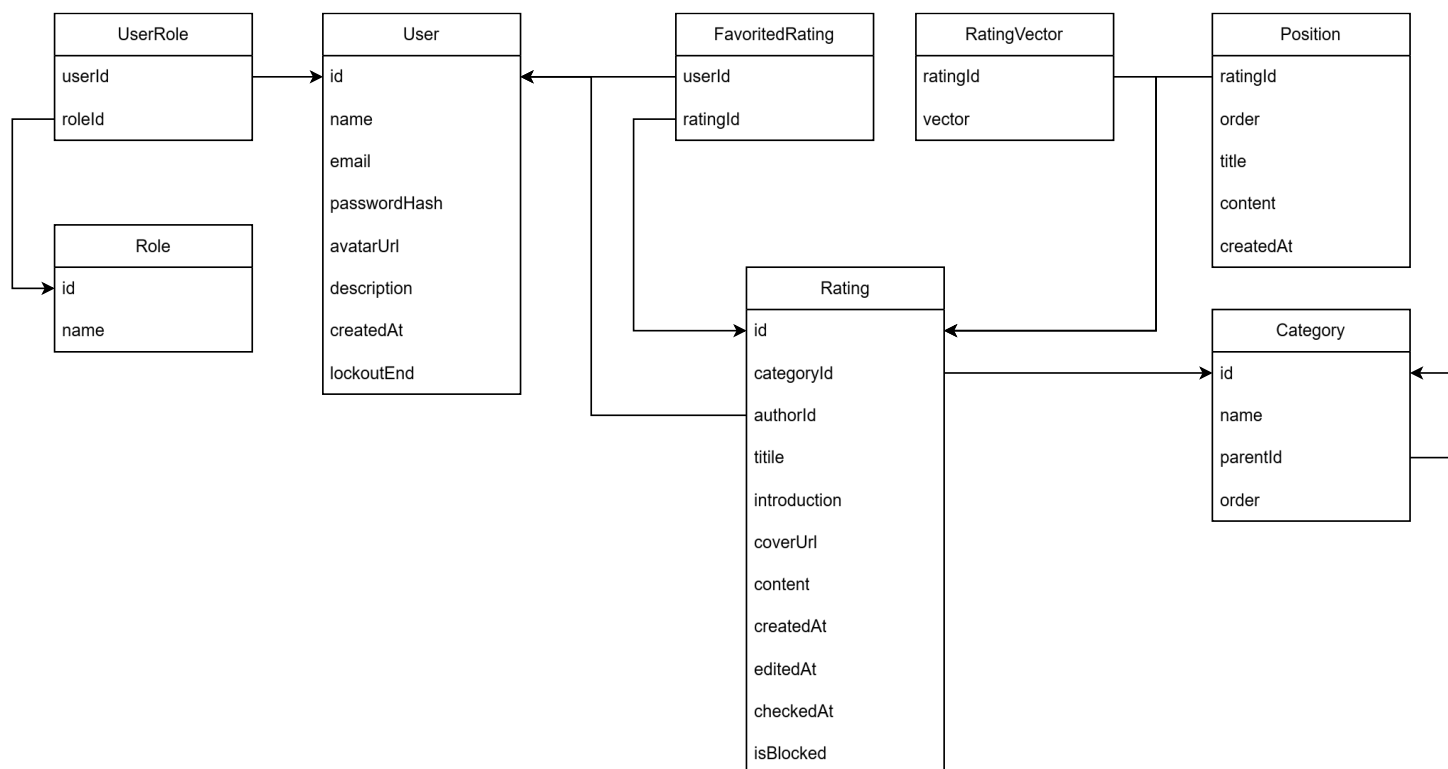 UserRole
userId
roleId
User
id
name
email
passwordHash
avatarUrl
description
createdAt
lockoutEnd
FavoritedRating
userId
ratingId
RatingVector
ratingId
vector
Position
ratingId
order
title
content
createdAt
Role
id
name
Rating
id
categoryId
authorId
titile
introduction
coverUrl
content
createdAt
editedAt
checkedAt
isBlocked
Category
id
name
parentId
order